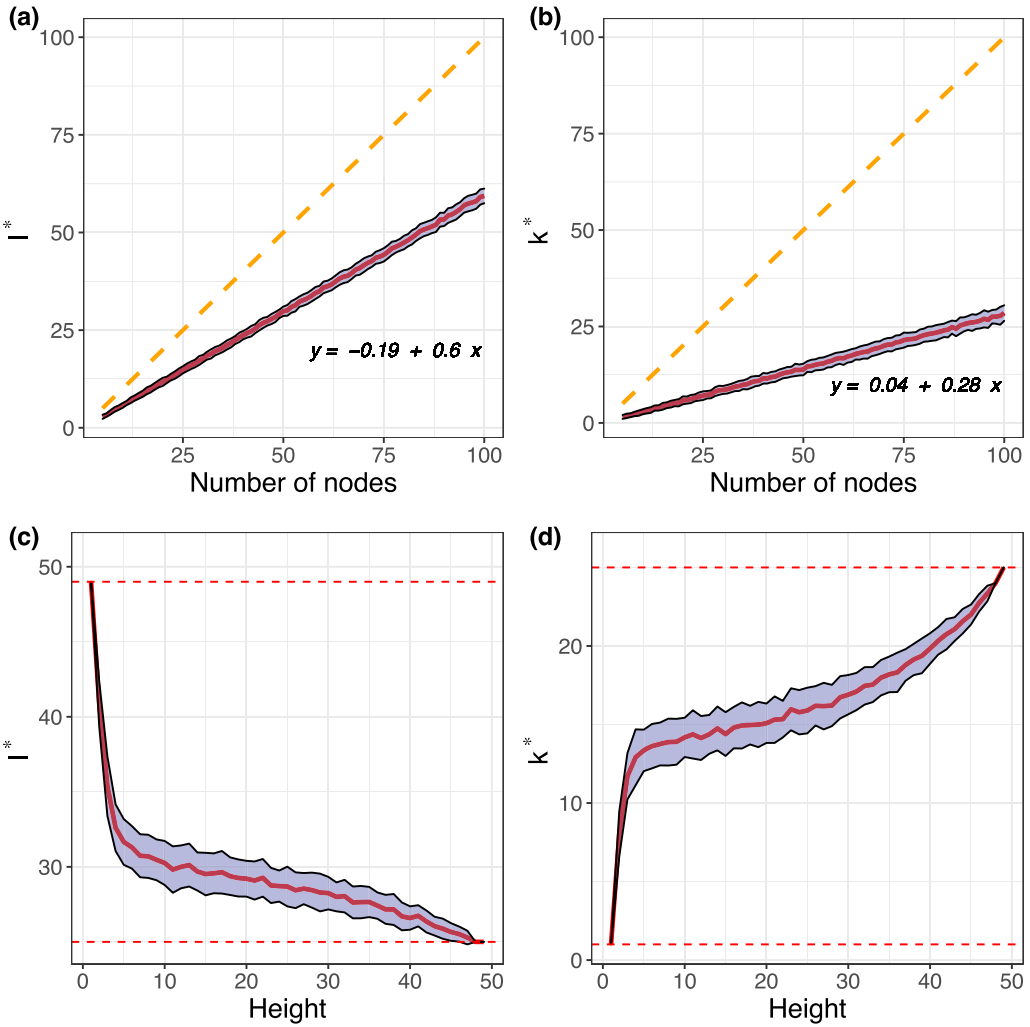 (a)
100
75
50
25
0
l*
y = −0.19 + 0.6 x
25 50 75 100
Number of nodes
(b)
100
75
50
25
0
k*
y = 0.04 + 0.28 x
25 50 75 100
Number of nodes
(c)
50
40
30
l*
0 10 20 30 40 50
Height
(d)
20
10
0
k*
0 10 20 30 40 50
Height